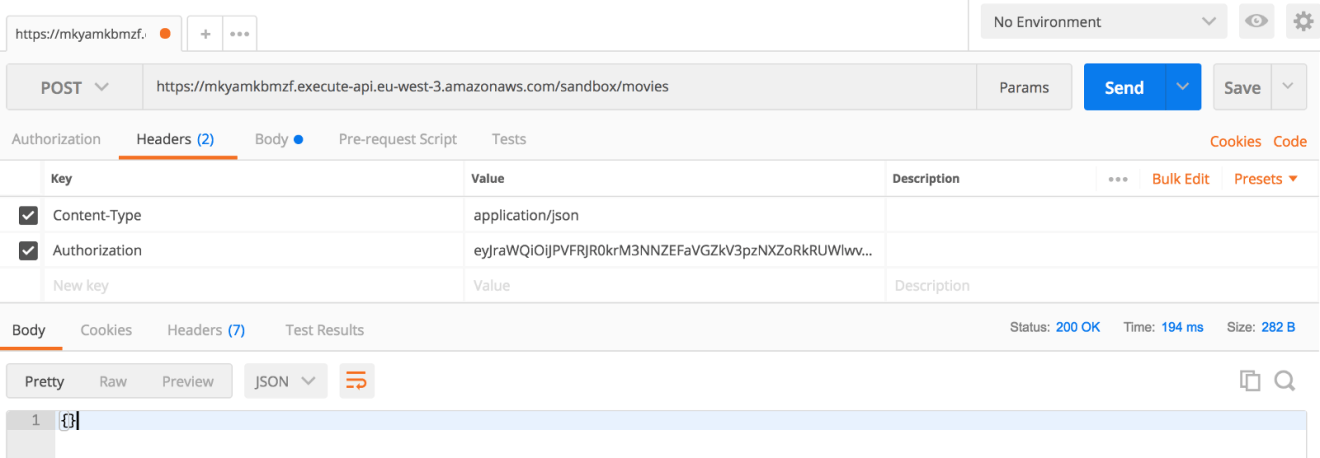 https://mkyamkbmzf.
No Environment
POST https://mkyamkbmzf.execute-api.eu-west-3.amazonaws.com/sandbox/movies Params Send Save
Authorization Headers (2) Body Pre-request Script Tests Cookies Code
Key Value Description Bulk Edit Presets
Content-Type application/json
Authorization eyJraWQiOiJPVFRJR0krM3NNZEFaVGZkV3pzNXZoRkRUWlwv...
New key Value Description
Body Cookies Headers (7) Test Results Status: 200 OK Time: 194 ms Size: 282 B
Pretty Raw Preview JSON
1 {}